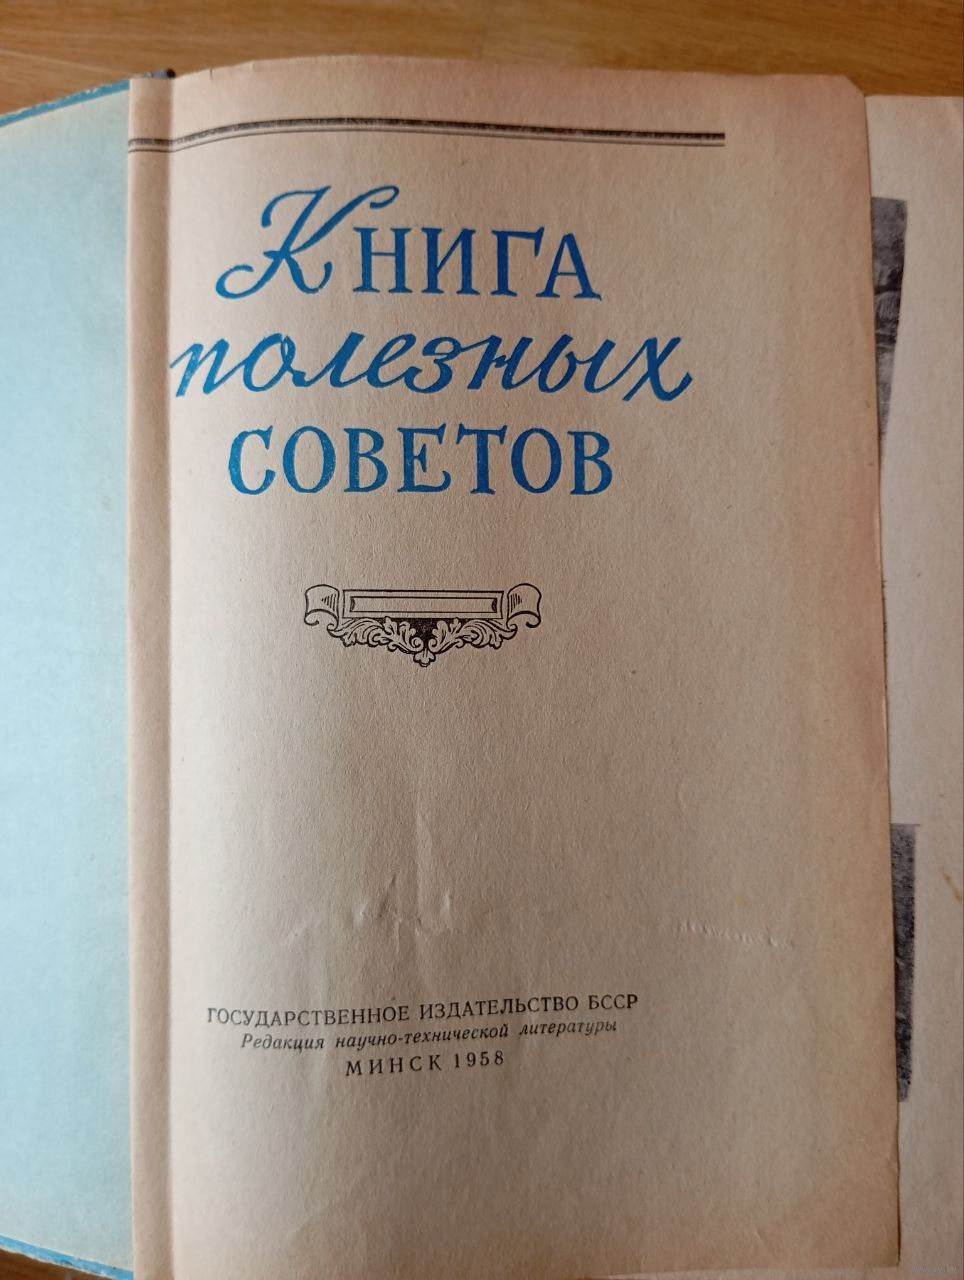 Книга
полезных
советов
ГОСУДАРСТВЕННОЕ ИЗДАТЕЛЬСТВО БССР
Редакция научно-технической литературы
МИНСК 1958